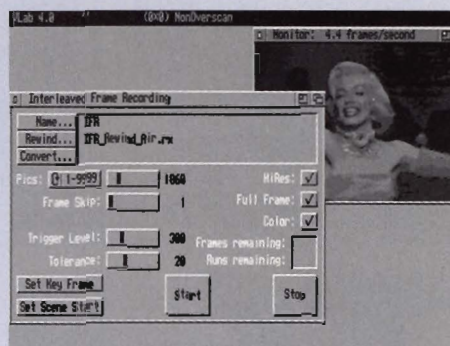 VLab 4.0 (0x0) NonOverscan
Monitor: 4.4 frames/second
Interleaved Frame Recording
Name... IFR
Rewind... IFR_Rewind_Air.rx
Convert...
Pics: 1-9999 1060
HiRes:
Frame Skip: 1
Full Frame:
Color:
Trigger Level: 300
Frames remaining:
Tolerance: 20
Runs remaining:
Set Key Frame
Start
Stop
Set Scene Start